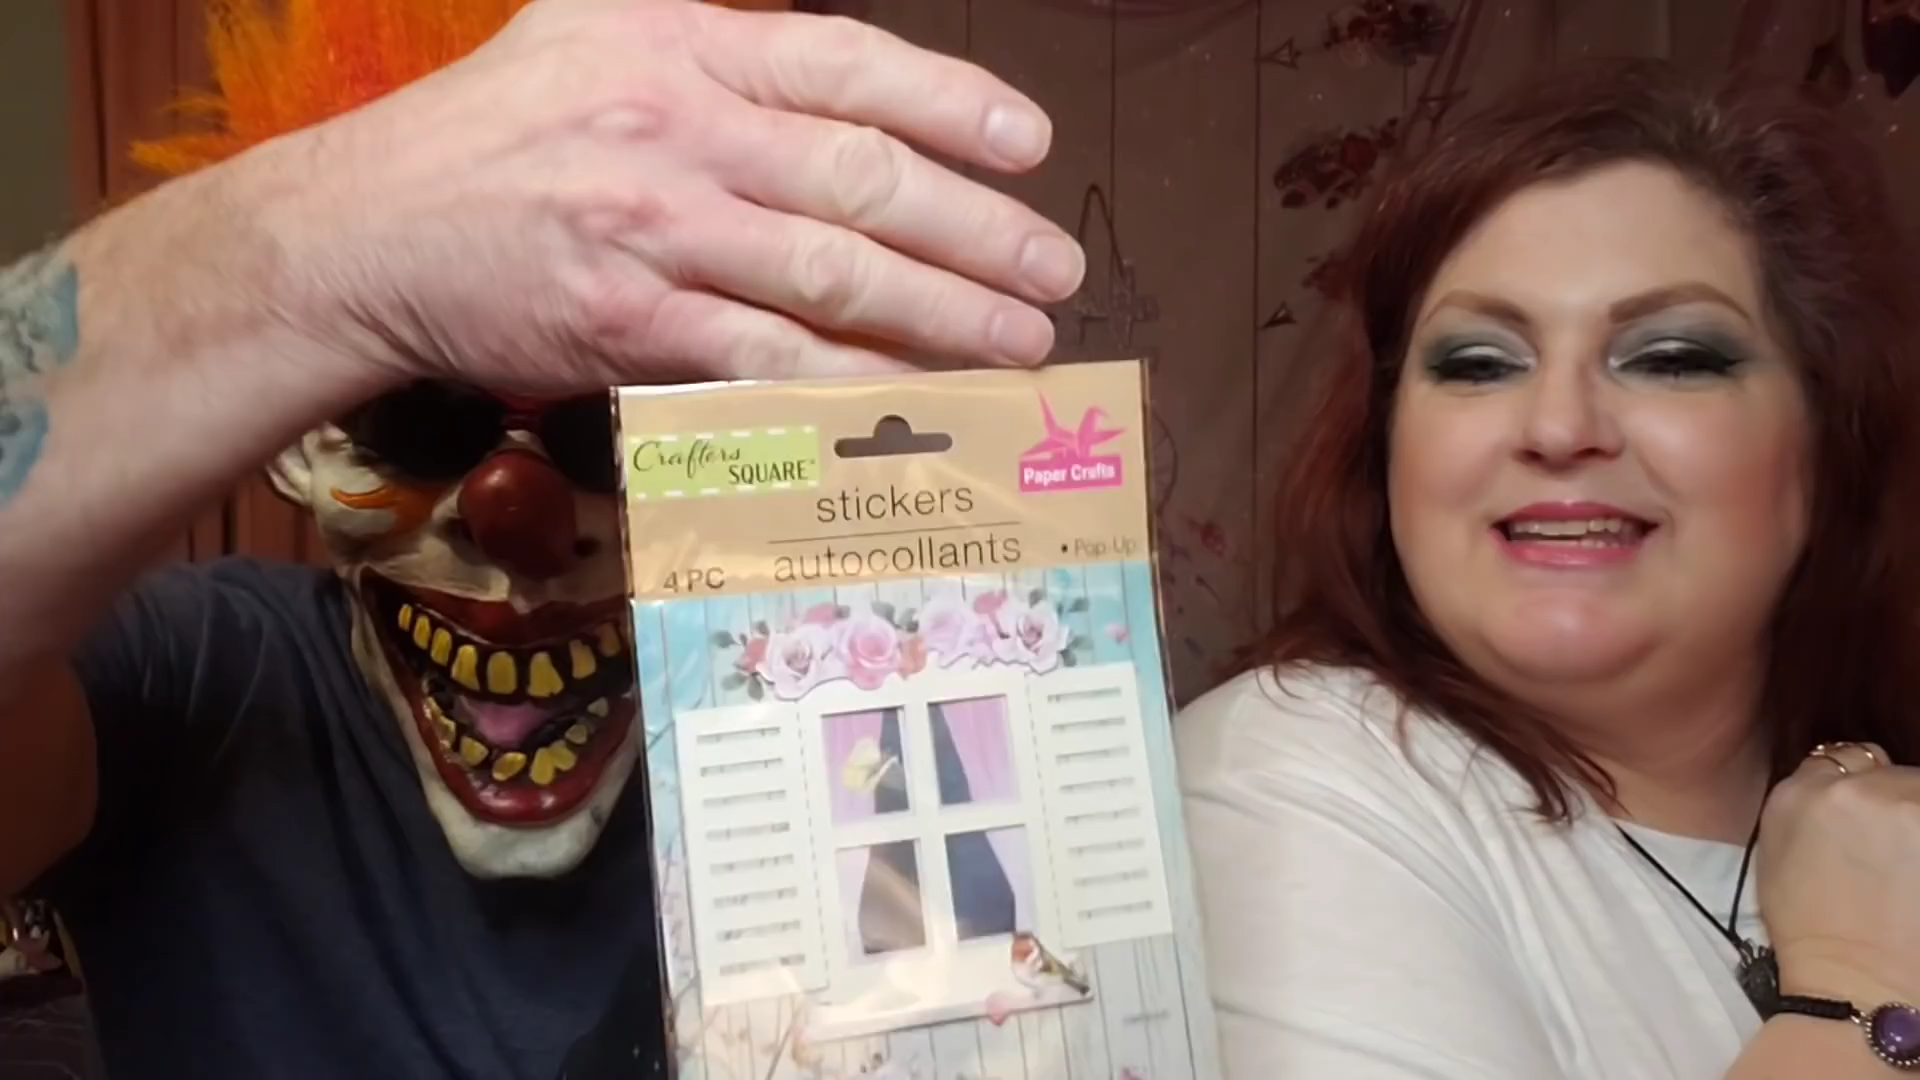 Crafters
SQUARE
Paper Crafts
stickers
autocollants
4 PC
• Pop-Up